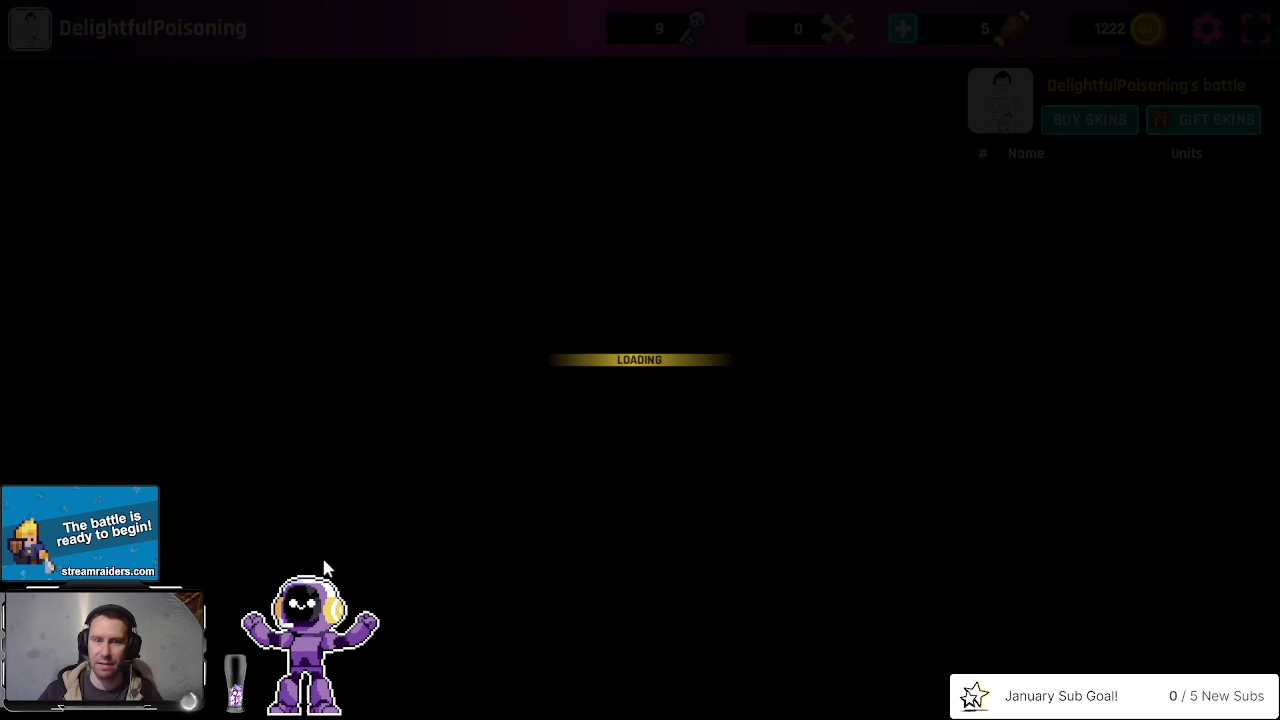 DelightfulPoisoning
9
0
5
1222
DelightfulPoisoning's battle
BUY SKINS
GIFT SKINS
# Name Units
LOADING
The battle is
ready to begin!
streamraiders.com
January Sub Goal! 0 / 5 New Subs